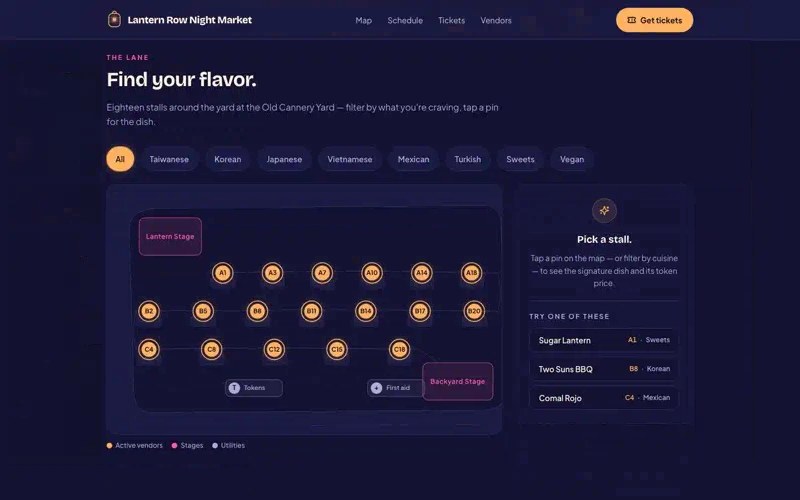 Lantern Row Night Market
Map
Schedule
Tickets
Vendors
Get tickets
THE LANE
Find your flavor.
Eighteen stalls around the yard at the Old Cannery Yard — filter by what you're craving, tap a pin
for the dish.
All
Taiwanese
Korean
Japanese
Vietnamese
Mexican
Turkish
Sweets
Vegan
Lantern Stage
A1
A3
A7
A10
A14
A18
B2
B5
B8
B11
B14
B17
B20
C4
C8
C12
C15
C18
T
Tokens
+
First aid
Backyard Stage
Active vendors
Stages
Utilities
Pick a stall.
Tap a pin on the map — or filter by cuisine
— to see the signature dish and its token
price.
TRY ONE OF THESE
Sugar Lantern A1 · Sweets
Two Suns BBQ B8 · Korean
Comal Rojo C4 · Mexican